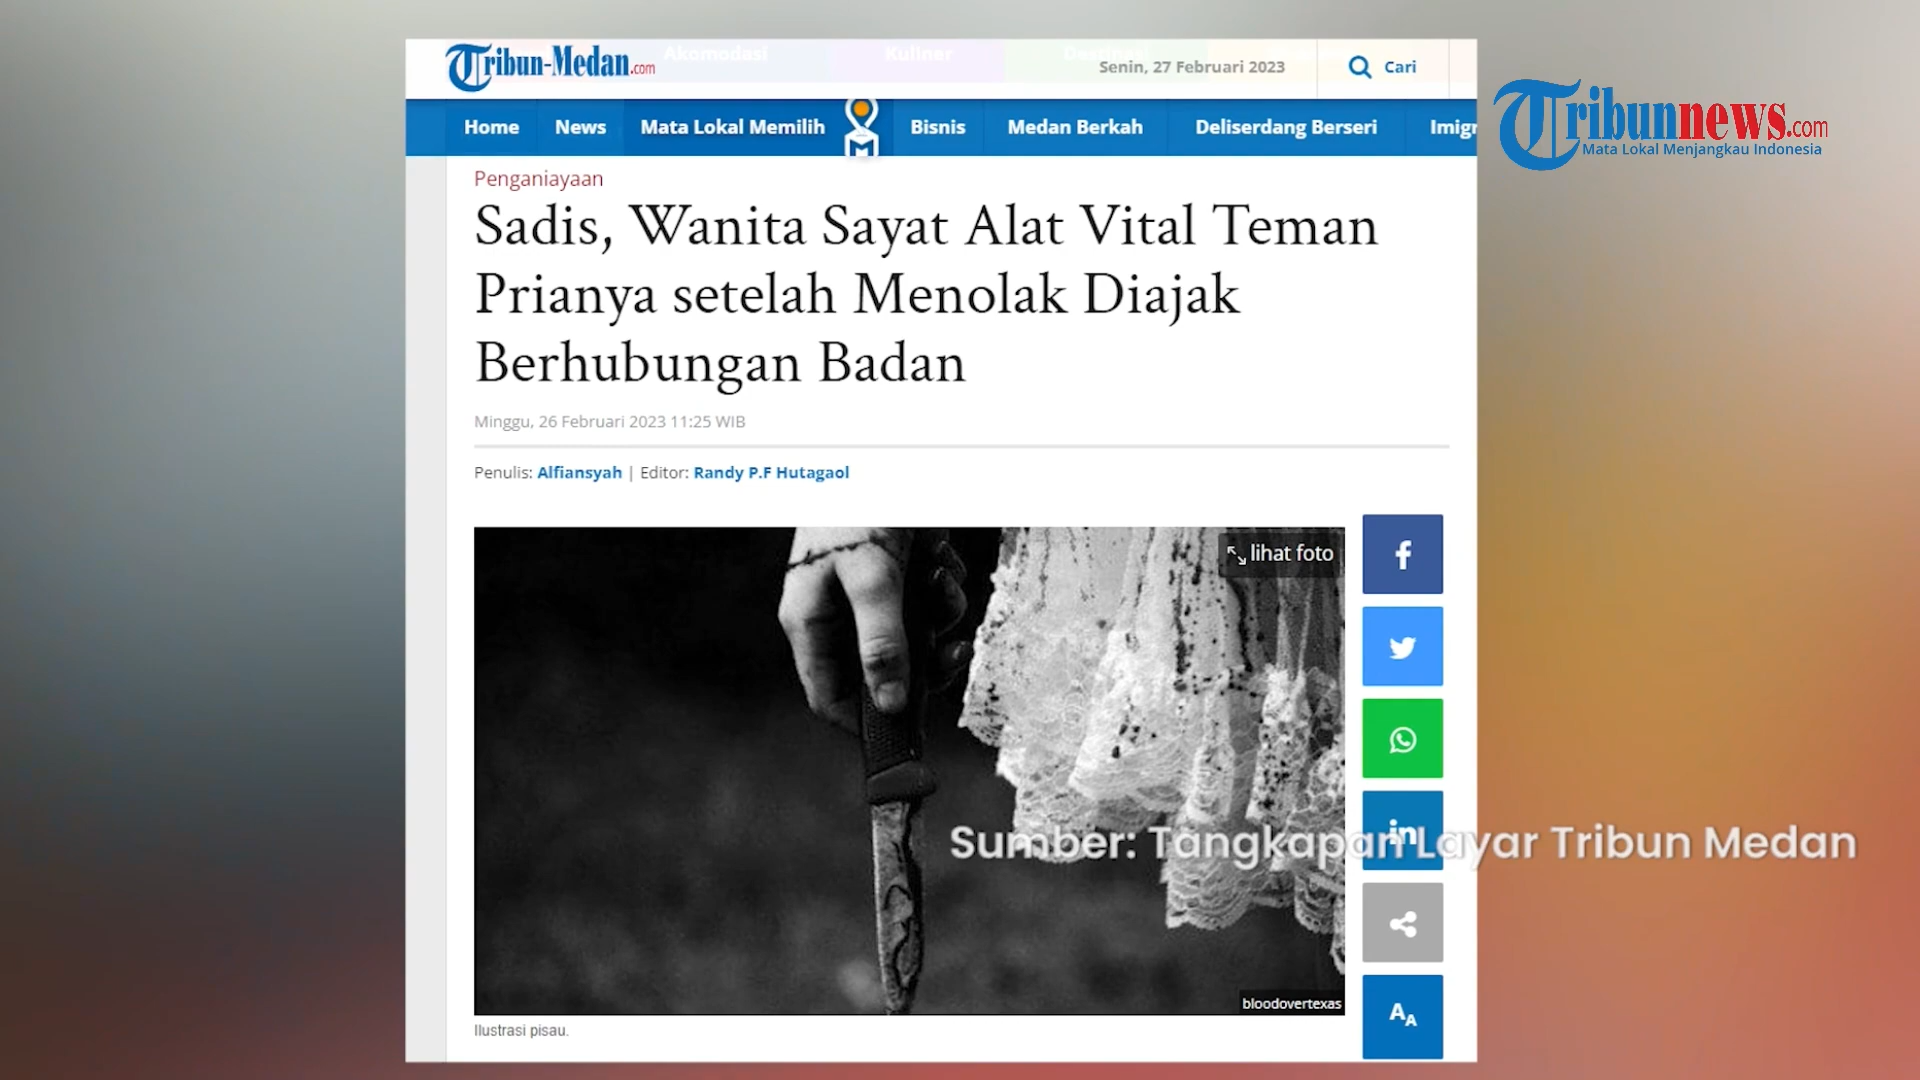 Tribun-Medan.com
Akomodasi
Kuliner
Senin, 27 Februari 2023
Cari
Tribunnews.com
Mata Lokal Menjangkau Indonesia
Home
News
Mata Lokal Memilih
Bisnis
Medan Berkah
Deliserdang Berseri
Imigr
Penganiayaan
Sadis, Wanita Sayat Alat Vital Teman
Prianya setelah Menolak Diajak
Berhubungan Badan
Minggu, 26 Februari 2023 11:25 WIB
Penulis: Alfiansyah | Editor: Randy P.F Hutagaol
lihat foto
Sumber: Tangkapan Layar Tribun Medan
bloodovertexas
Ilustrasi pisau.